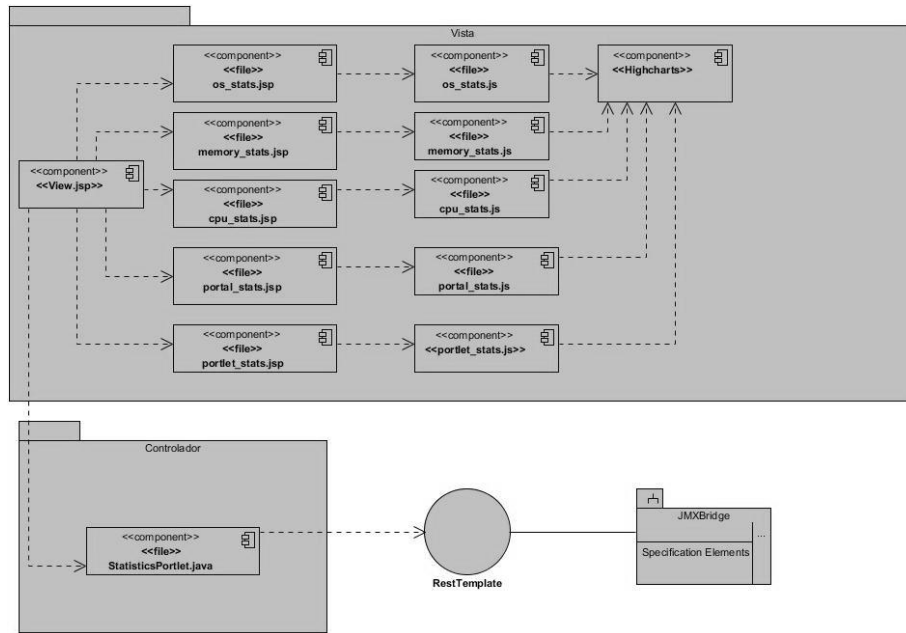 Vista
<<component>>
<<file>>
os_stats.jsp
<<component>>
<<file>>
os_stats.js
<<component>>
<<Highcharts>>
<<component>>
<<file>>
memory_stats.jsp
<<component>>
<<file>>
memory_stats.js
<<component>>
<<View.jsp>>
<<component>>
<<file>>
cpu_stats.jsp
<<component>>
<<file>>
cpu_stats.js
<<component>>
<<file>>
portal_stats.jsp
<<component>>
<<file>>
portal_stats.js
<<component>>
<<file>>
portlet_stats.jsp
<<component>>
<<portlet_stats.js>>
Controlador
<<component>>
<<file>>
StatisticsPortlet.java
RestTemplate
JMXBridge
...
Specification Elements